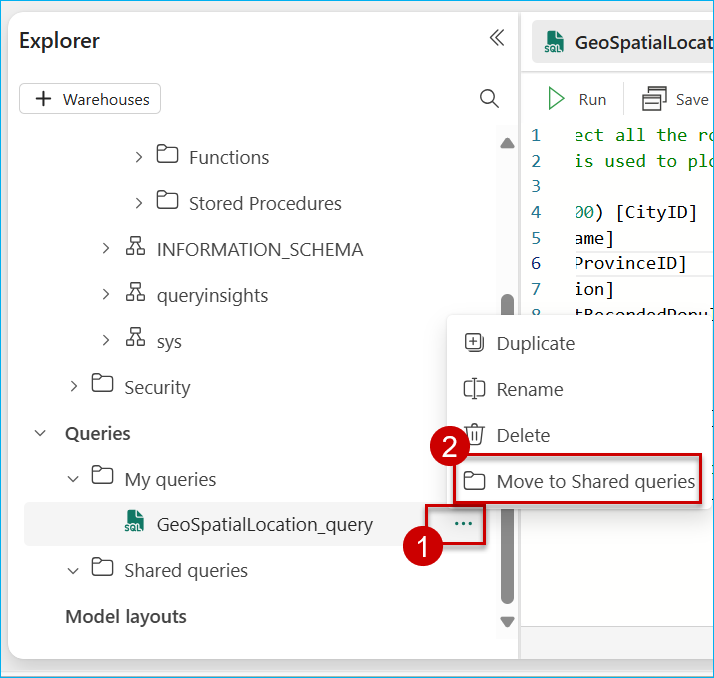 Explorer
Warehouses
Functions
Stored Procedures
INFORMATION_SCHEMA
queryinsights
sys
Security
Queries
My queries
GeoSpatialLocation_query
1
Shared queries
Model layouts
SQL GeoSpatialLocat
Run
Save
1 ect all the ro
2 is used to plo
3
4 00) [CityID]
5 ame]
6 ProvinceID]
7 ion]
8
Duplicate
Rename
Delete
2
Move to Shared queries